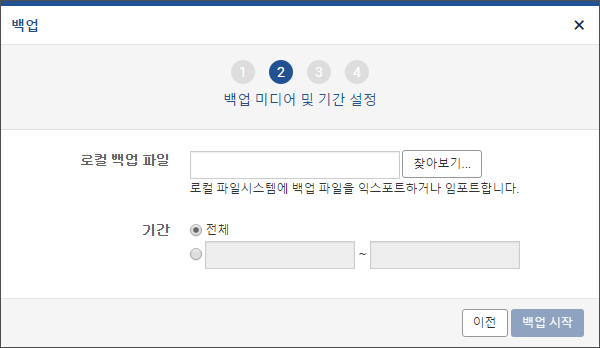 백업 ×
1 2 3 4
백업 미디어 및 기간 설정
로컬 백업 파일 찾아보기...
로컬 파일시스템에 백업 파일을 익스포트하거나 임포트합니다.
기간 전체
~
이전 백업 시작